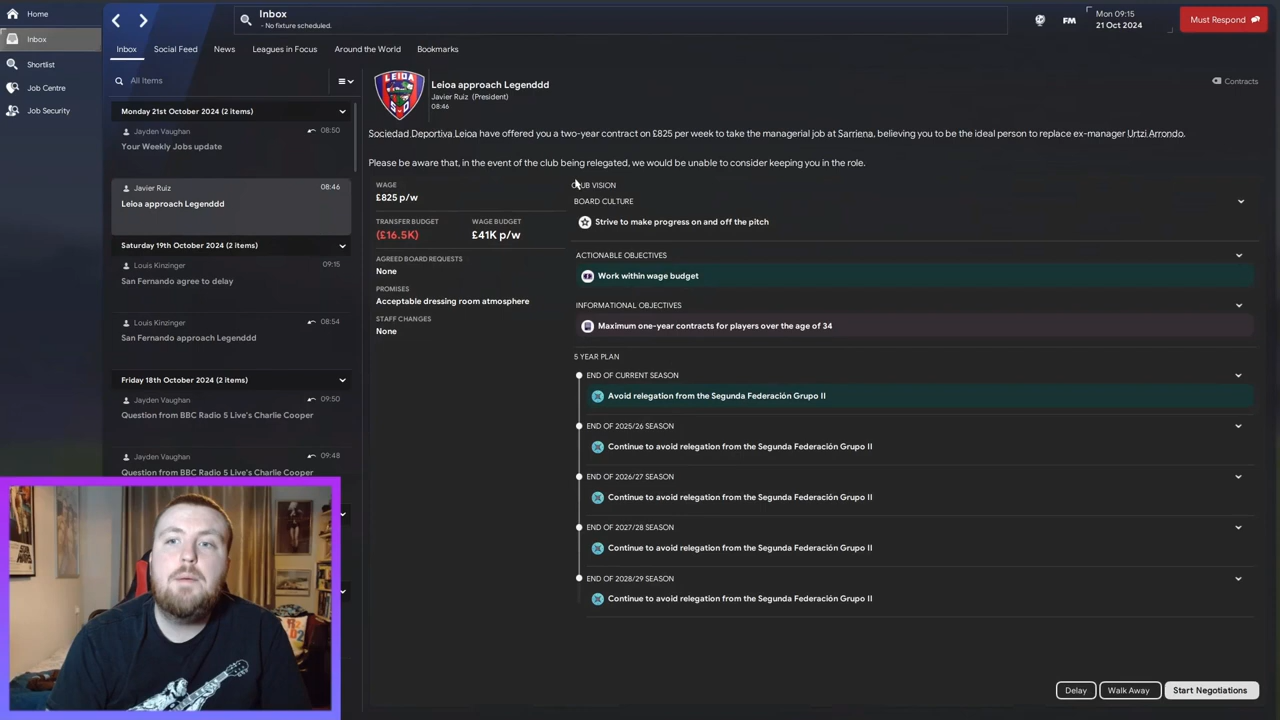 Home
Inbox
Shortlist
Job Centre
Job Security
Inbox
- No fixture scheduled.
FM
Mon 09:15
21 Oct 2024
Must Respond
Inbox
Social Feed
News
Leagues in Focus
Around the World
Bookmarks
All Items
Monday 21st October 2024 (2 items)
Jayden Vaughan
08:50
Your Weekly Jobs update
Javier Ruiz
08:46
Leioa approach Legenddd
Saturday 19th October 2024 (2 items)
Louis Kinzinger
09:15
San Fernando agree to delay
Louis Kinzinger
08:54
San Fernando approach Legenddd
Friday 18th October 2024 (2 items)
Jayden Vaughan
09:50
Question from BBC Radio 5 Live's Charlie Cooper
Jayden Vaughan
09:48
Question from BBC Radio 5 Live's Charlie Cooper
LEIOA
Leioa approach Legenddd
Javier Ruiz (President)
08:46
Contracts
Sociedad Deportiva Leioa have offered you a two-year contract on £825 per week to take the managerial job at Sarriena, believing you to be the ideal person to replace ex-manager Urtzi Arrondo.
Please be aware that, in the event of the club being relegated, we would be unable to consider keeping you in the role.
WAGE
£825 p/w
TRANSFER BUDGET
(£16.5K)
WAGE BUDGET
£41K p/w
AGREED BOARD REQUESTS
None
PROMISES
Acceptable dressing room atmosphere
STAFF CHANGES
None
CLUB VISION
BOARD CULTURE
Strive to make progress on and off the pitch
ACTIONABLE OBJECTIVES
Work within wage budget
INFORMATIONAL OBJECTIVES
Maximum one-year contracts for players over the age of 34
5 YEAR PLAN
END OF CURRENT SEASON
Avoid relegation from the Segunda Federación Grupo II
END OF 2025/26 SEASON
Continue to avoid relegation from the Segunda Federación Grupo II
END OF 2026/27 SEASON
Continue to avoid relegation from the Segunda Federación Grupo II
END OF 2027/28 SEASON
Continue to avoid relegation from the Segunda Federación Grupo II
END OF 2028/29 SEASON
Continue to avoid relegation from the Segunda Federación Grupo II
Delay
Walk Away
Start Negotiations